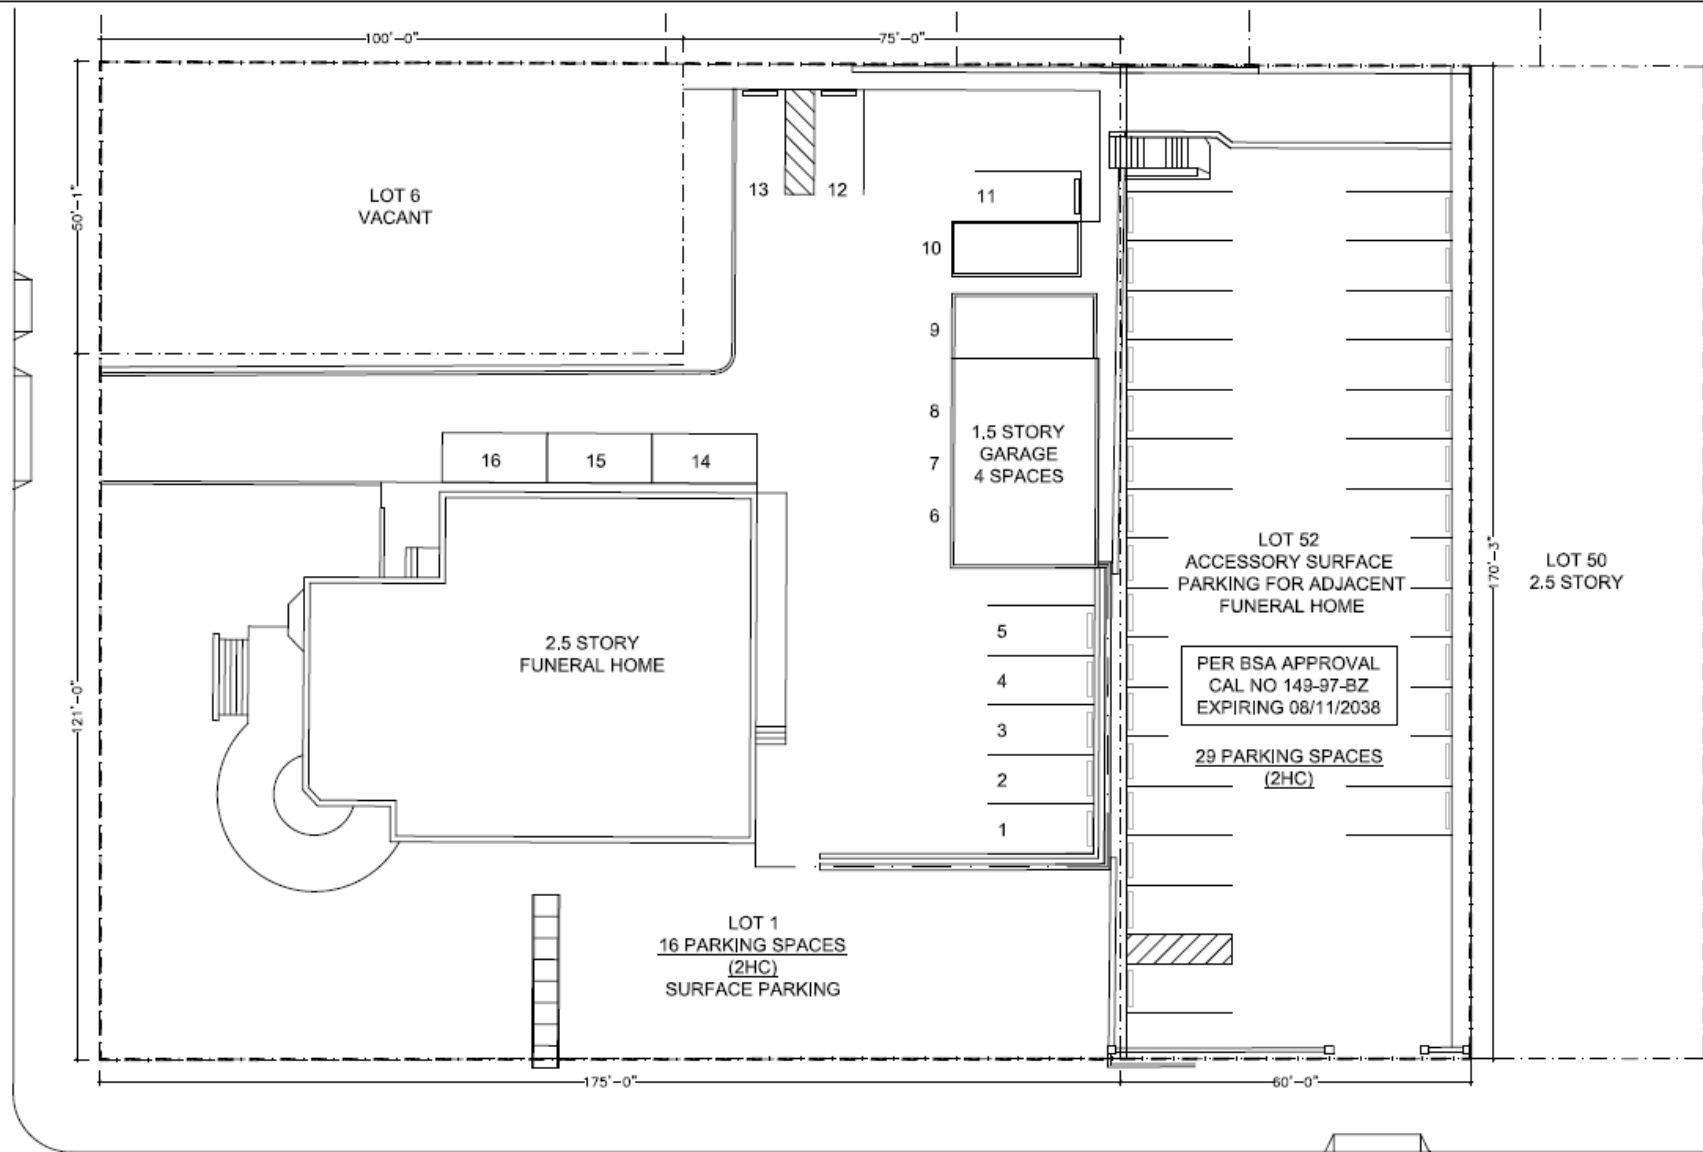 100'-0"
75'-0"
50'-1"
LOT 6
VACANT
13
12
11
10
9
8
7
6
1.5 STORY
GARAGE
4 SPACES
16
15
14
121'-0"
2.5 STORY
FUNERAL HOME
5
4
3
2
1
LOT 1
16 PARKING SPACES
(2HC)
SURFACE PARKING
LOT 52
ACCESSORY SURFACE
PARKING FOR ADJACENT
FUNERAL HOME
PER BSA APPROVAL
CAL NO 149-97-BZ
EXPIRING 08/11/2038
29 PARKING SPACES
(2HC)
170'-3"
LOT 50
2.5 STORY
175'-0"
60'-0"